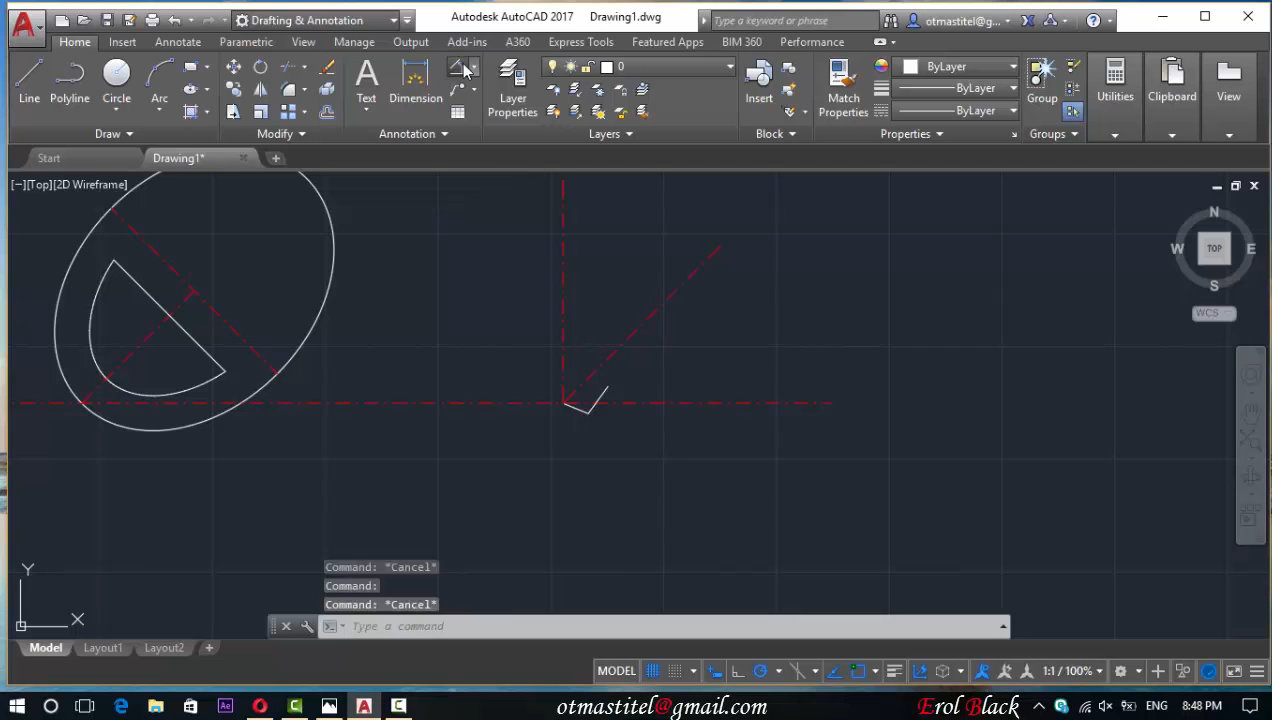 Drafting & Annotation
Autodesk AutoCAD 2017 Drawing1.dwg
Type a keyword or phrase
otmastitel@g...
Home Insert Annotate Parametric View Manage Output Add-ins A360 Express Tools Featured Apps BIM 360 Performance
Line Polyline Circle Arc
A
Text Dimension
Layer Properties
0
Insert
Match Properties
ByLayer
ByLayer
ByLayer
Group
Utilities
Clipboard
View
Draw Modify Annotation Layers Block Properties Groups
Start Drawing1*
[−][Top][2D Wireframe]
N
W TOP E
S
WCS
Y
X
Command: *Cancel*
Command:
Command: *Cancel*
Type a command
Model Layout1 Layout2
MODEL 1:1 / 100%
Ae
otmastitel@gmail.com
Erol Black
ENG 8:48 PM